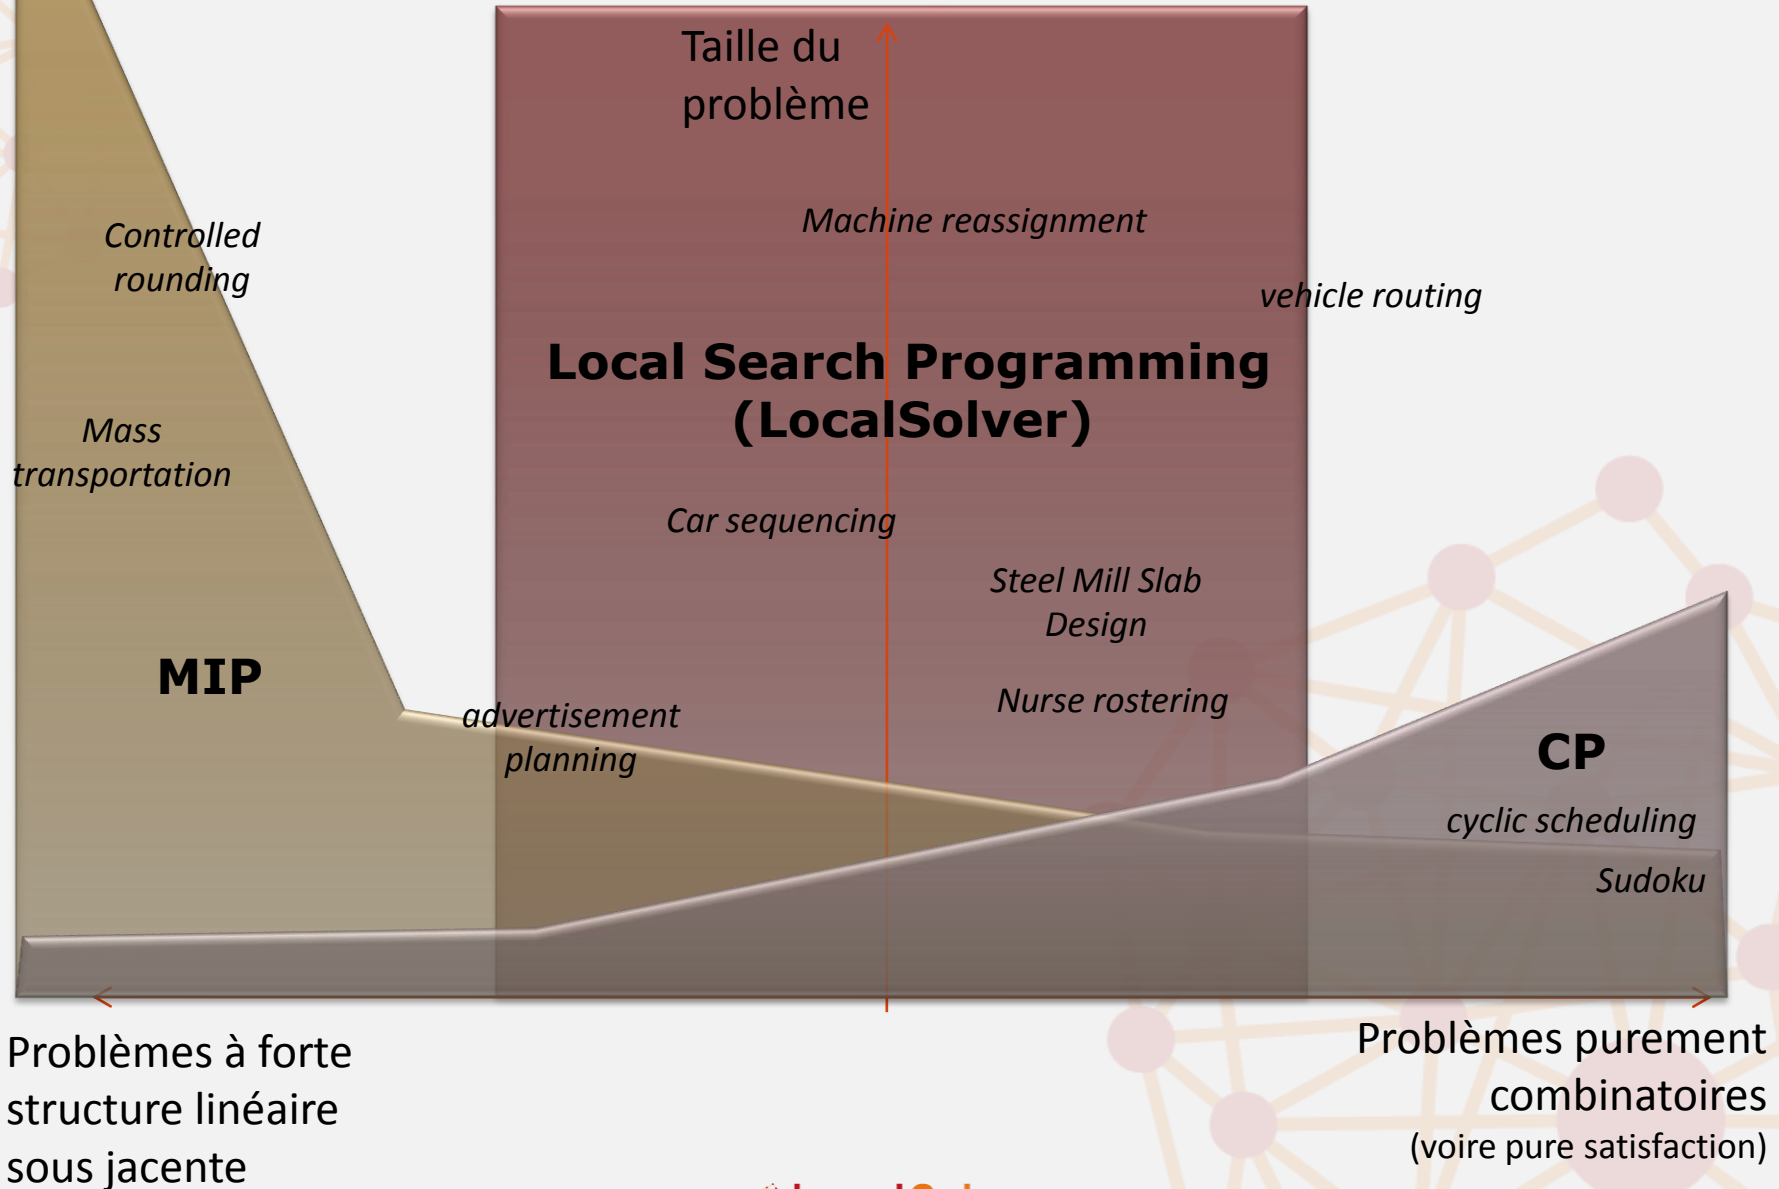 Taille du
problème
Controlled
rounding
Machine reassignment
vehicle routing
Local Search Programming
(LocalSolver)
Mass
transportation
Car sequencing
Steel Mill Slab
Design
MIP
Nurse rostering
advertisement
planning
CP
cyclic scheduling
Sudoku
Problèmes à forte
structure linéaire
sous jacente
Problèmes purement
combinatoires
(voire pure satisfaction)